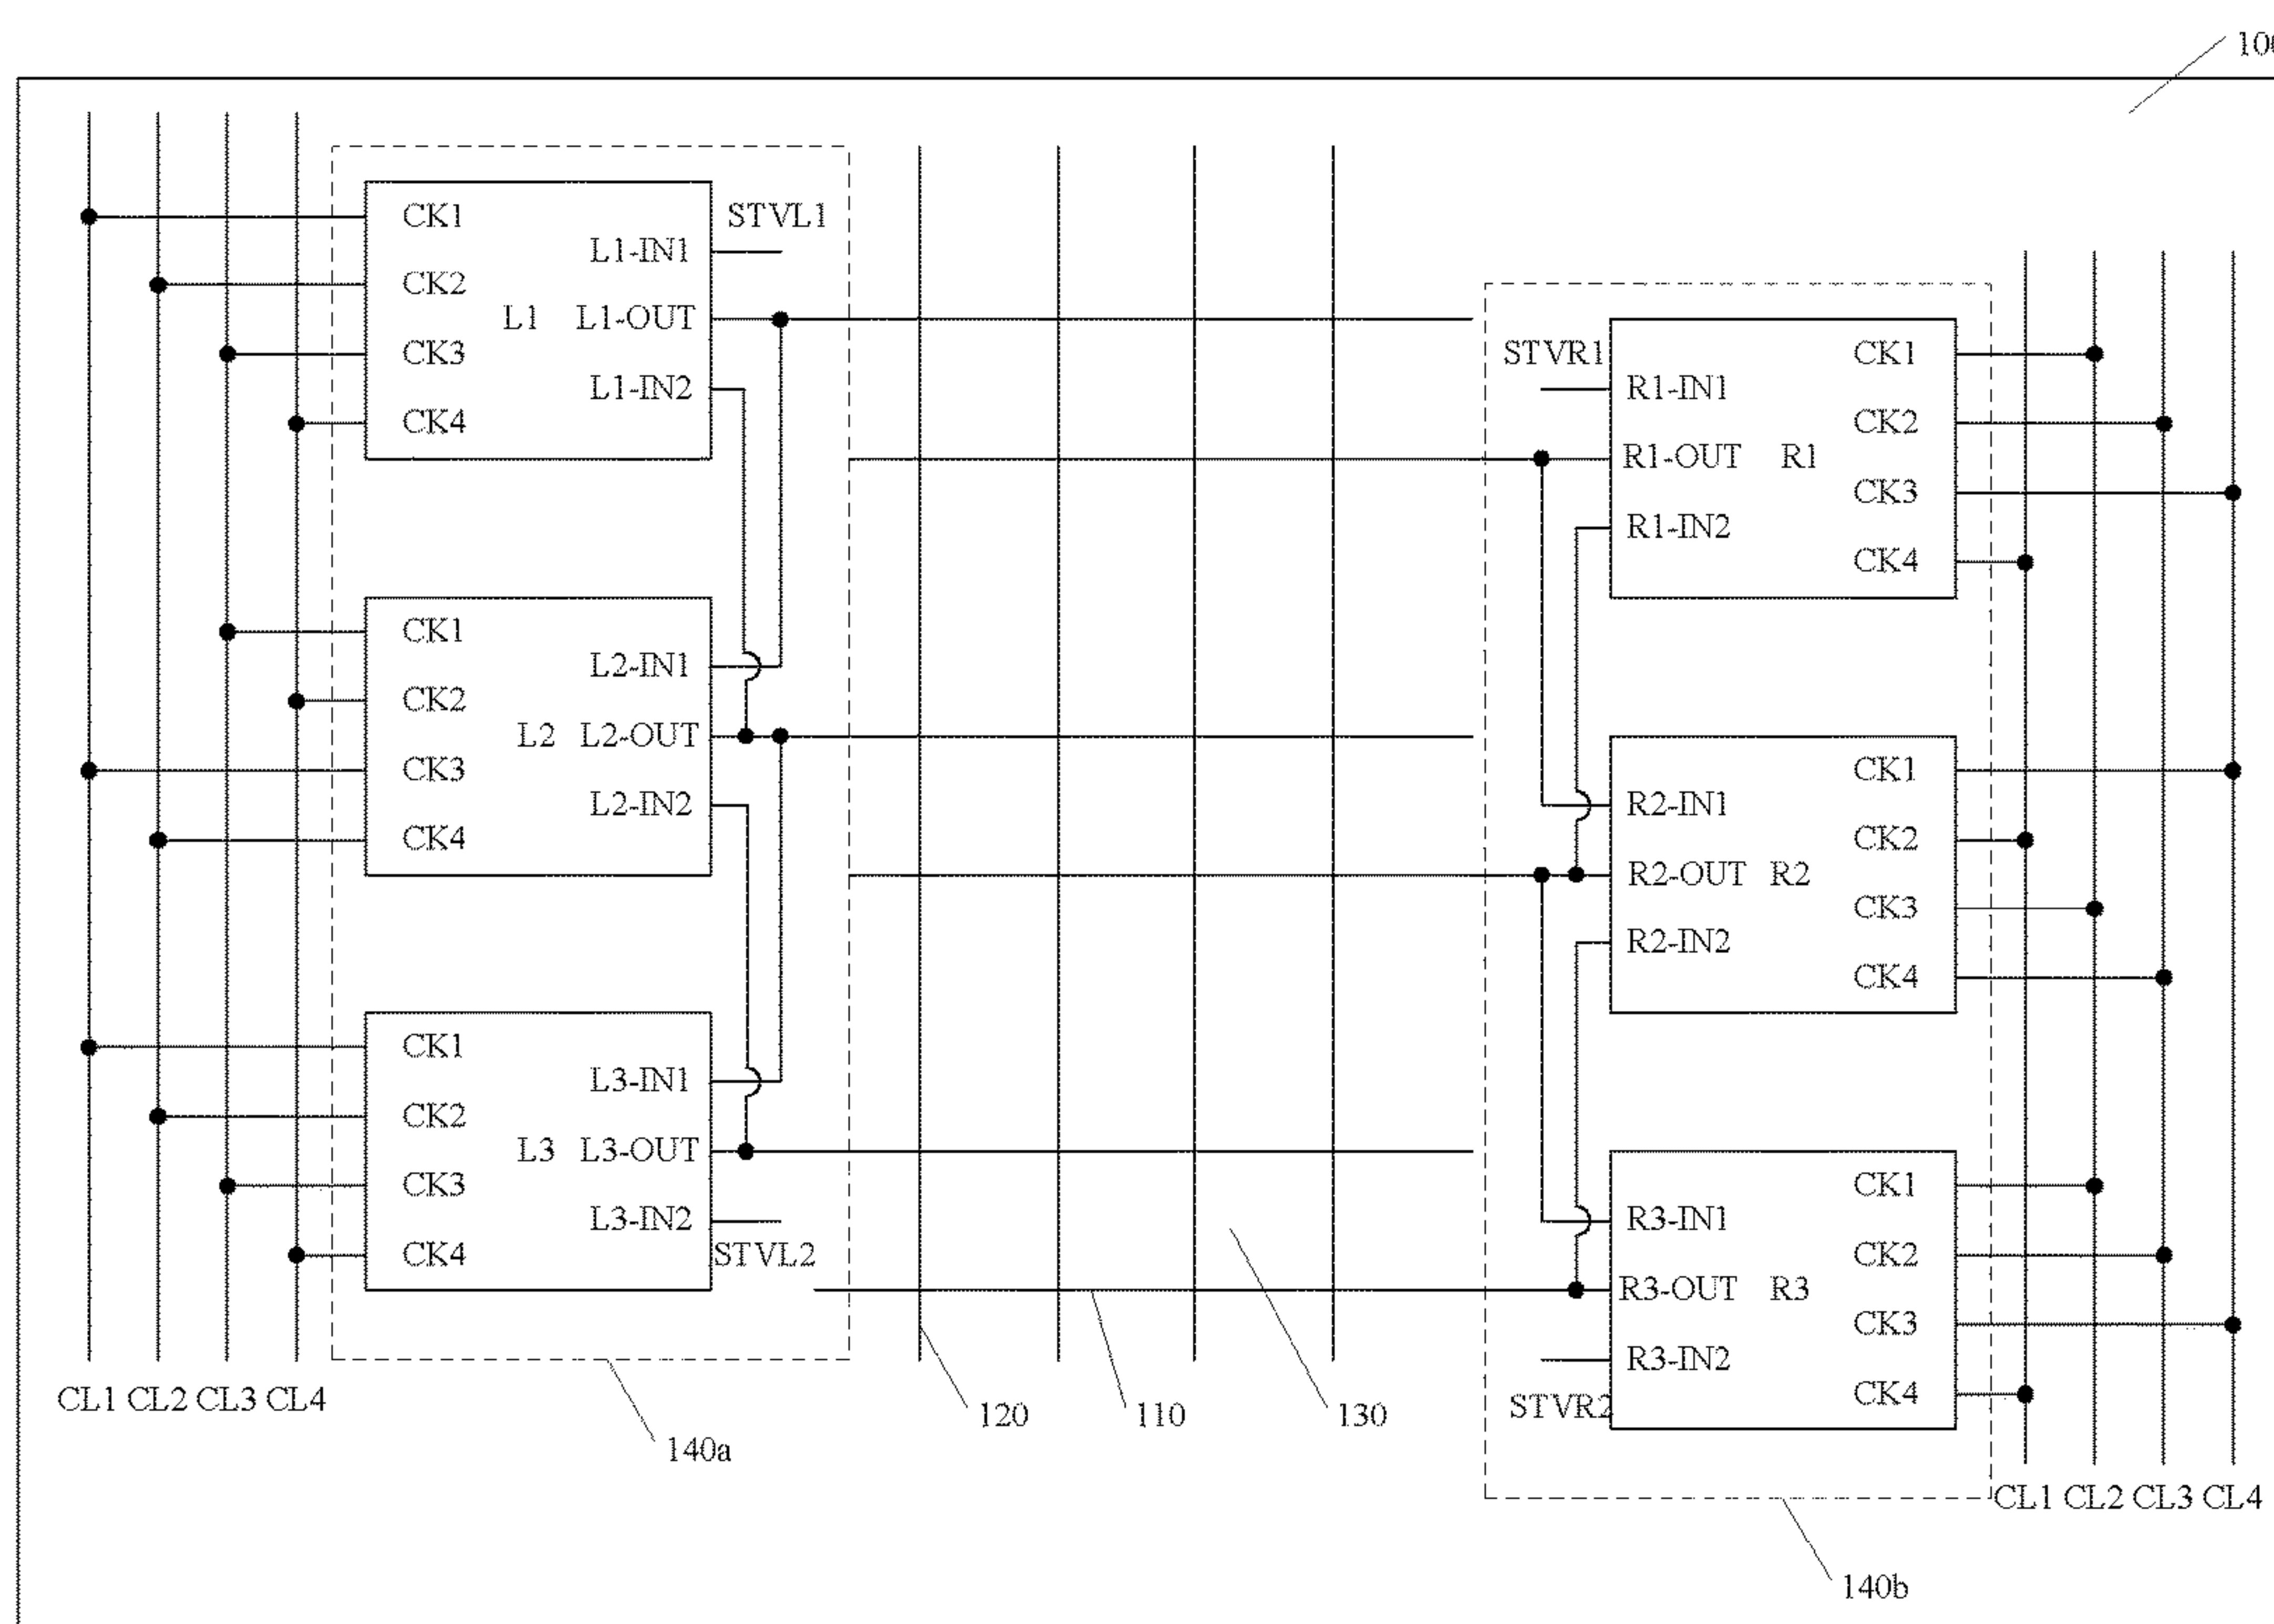 CK1
STVL1
L1-IN1
CK2
L1 L1-OUT
CK3
L1-IN2
CK4
STVR1
CK1
R1-IN1
CK2
R1-OUT R1
CK3
R1-IN2
CK4
CK1
L2-IN1
CK2
L2 L2-OUT
CK3
L2-IN2
CK4
CK1
R2-IN1
CK2
R2-OUT R2
CK3
R2-IN2
CK4
CK1
L3-IN1
CK2
L3 L3-OUT
CK3
L3-IN2
CK4
STVL2
CK1
R3-IN1
CK2
R3-OUT R3
CK3
R3-IN2
CK4
STVR2
CL1 CL2 CL3 CL4
120
110
130
140a
CL1 CL2 CL3 CL4
140b